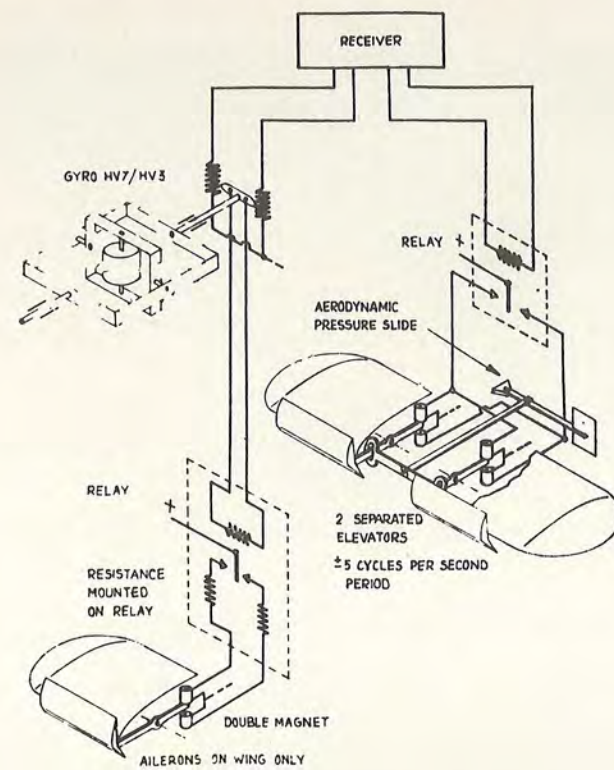 RECEIVER
GYRO HV7/HV3
RELAY +
AERODYNAMIC
PRESSURE SLIDE
RELAY
+
2 SEPARATED
ELEVATORS
±5 CYCLES PER SECOND
PERIOD
RESISTANCE
MOUNTED
ON RELAY
DOUBLE MAGNET
AILERONS ON WING ONLY